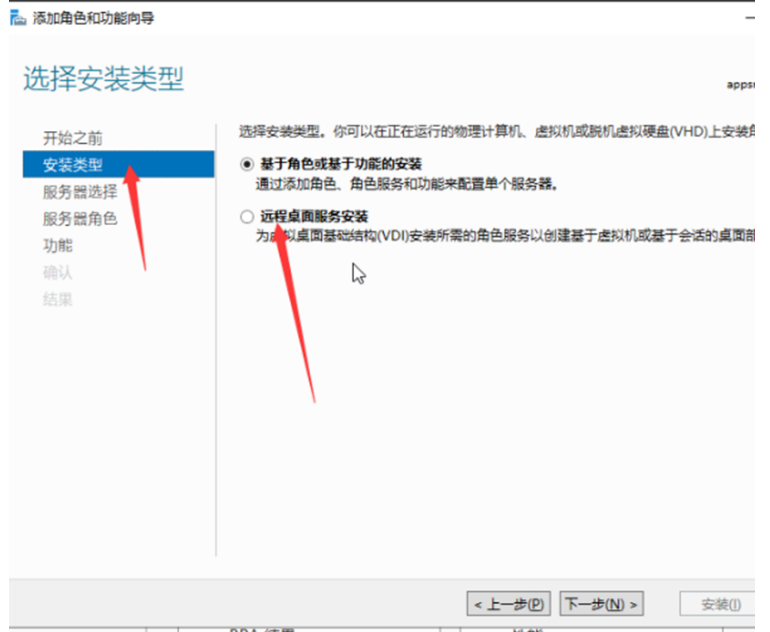 添加角色和功能向导
选择安装类型
apps
开始之前
安装类型
服务器选择
服务器角色
功能
确认
结果
选择安装类型。你可以在正在运行的物理计算机、虚拟机或脱机虚拟硬盘(VHD)上安装角
基于角色或基于功能的安装
通过添加角色、角色服务和功能来配置单个服务器。
远程桌面服务安装
为虚拟桌面基础结构(VDI)安装所需的角色服务以创建基于虚拟机或基于会话的桌面部
< 上一步(P)
下一步(N) >
安装(I)